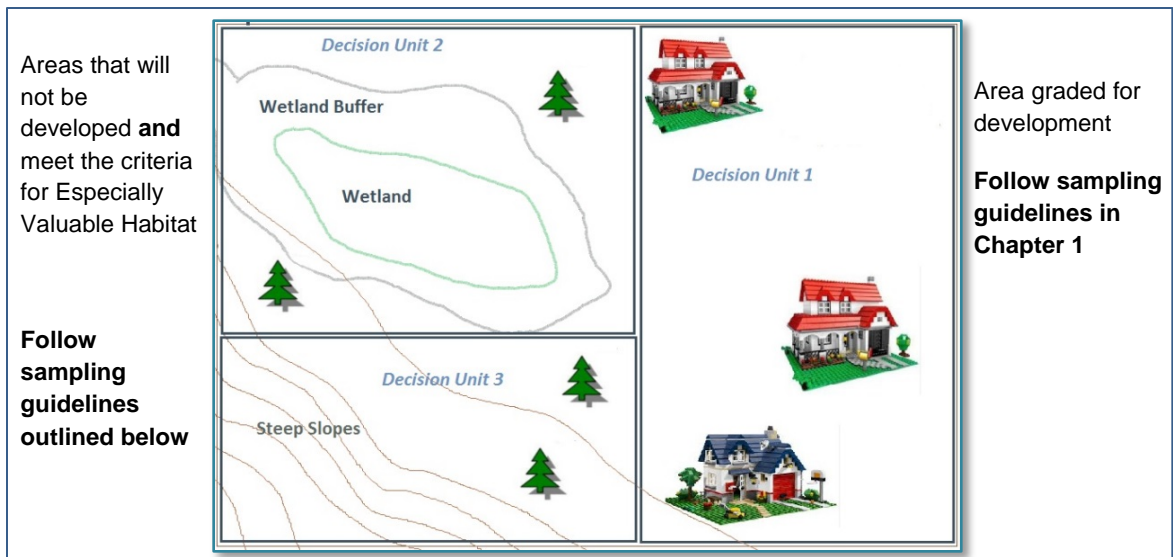 Areas that will
not be
developed and
meet the criteria
for Especially
Valuable Habitat
Follow
sampling
guidelines
outlined below
Decision Unit 2
Wetland Buffer
Wetland
Decision Unit 3
Steep Slopes
Decision Unit 1
Area graded for
development
Follow sampling
guidelines in
Chapter 1